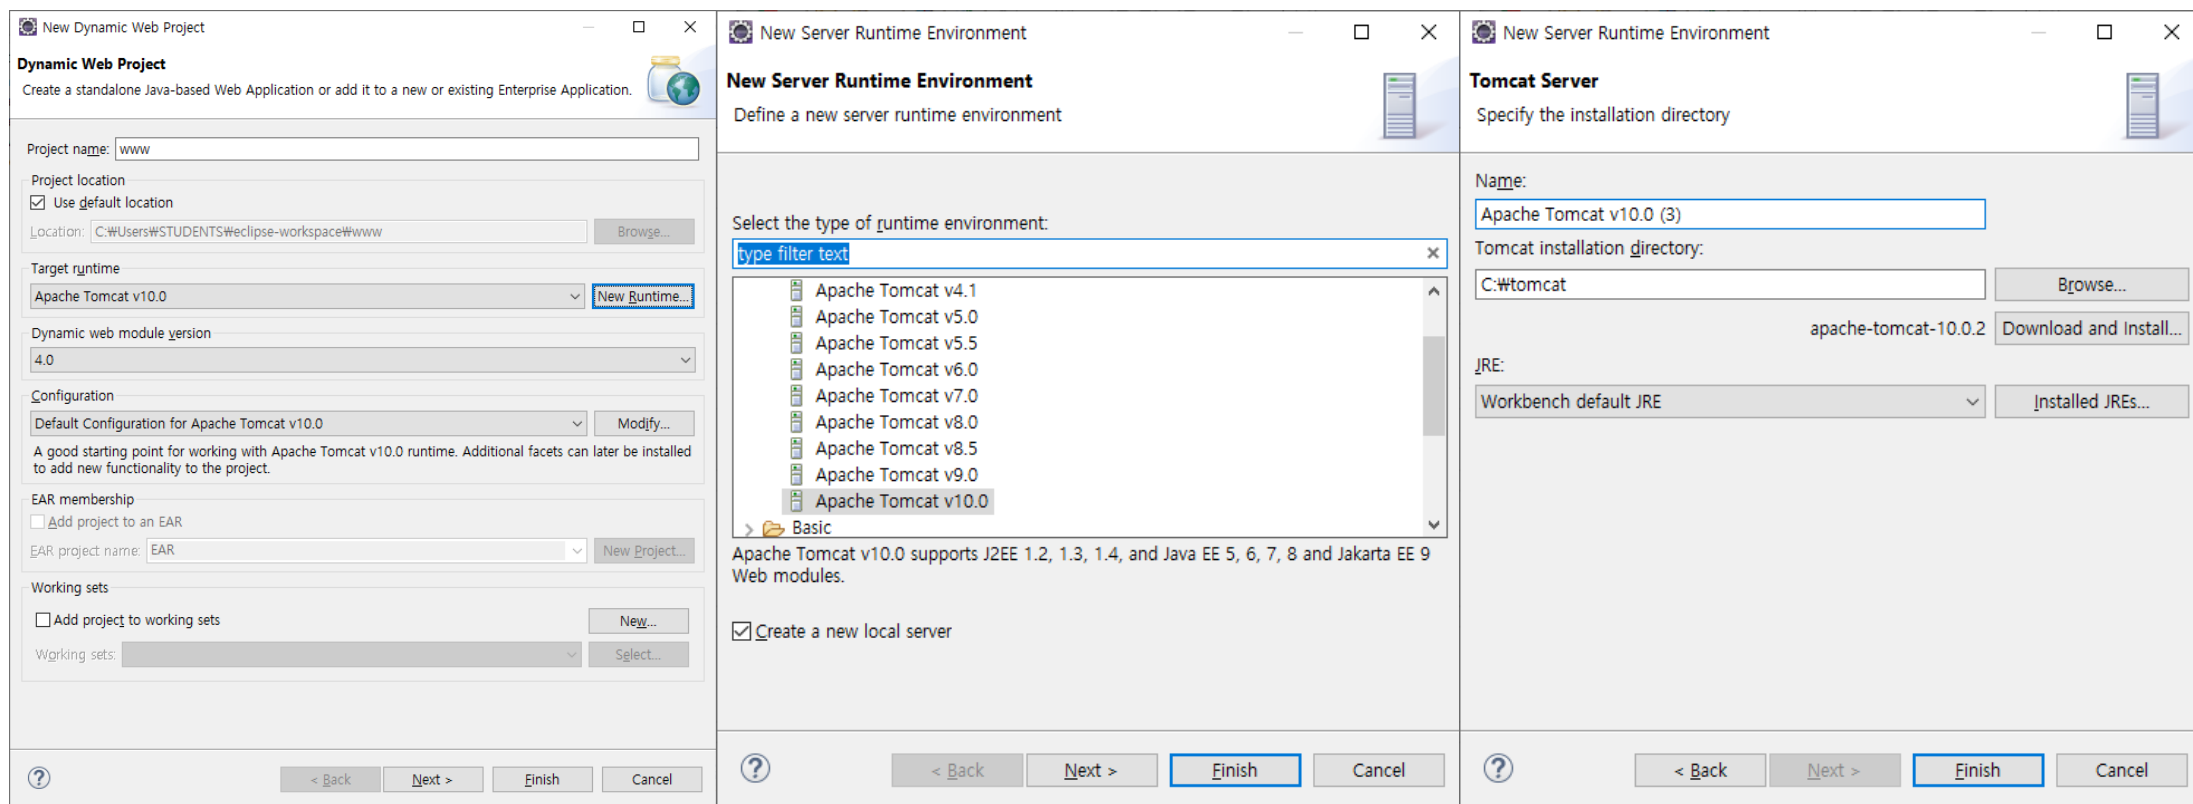 New Dynamic Web Project
Dynamic Web Project
Create a standalone Java-based Web Application or add it to a new or existing Enterprise Application.
Project name: www
Project location
Use default location
Location: C:₩Users₩STUDENTS₩eclipse-workspace₩www Browse...
Target runtime
Apache Tomcat v10.0 New Runtime...
Dynamic web module version
4.0
Configuration
Default Configuration for Apache Tomcat v10.0 Modify...
A good starting point for working with Apache Tomcat v10.0 runtime. Additional facets can later be installed
to add new functionality to the project.
EAR membership
Add project to an EAR
EAR project name: EAR New Project...
Working sets
Add project to working sets New...
Working sets: Select...
? < Back Next > Finish Cancel
New Server Runtime Environment
New Server Runtime Environment
Define a new server runtime environment
Select the type of runtime environment:
type filter text
Apache Tomcat v4.1
Apache Tomcat v5.0
Apache Tomcat v5.5
Apache Tomcat v6.0
Apache Tomcat v7.0
Apache Tomcat v8.0
Apache Tomcat v8.5
Apache Tomcat v9.0
Apache Tomcat v10.0
Basic
Apache Tomcat v10.0 supports J2EE 1.2, 1.3, 1.4, and Java EE 5, 6, 7, 8 and Jakarta EE 9
Web modules.
Create a new local server
? < Back Next > Finish Cancel
New Server Runtime Environment
Tomcat Server
Specify the installation directory
Name:
Apache Tomcat v10.0 (3)
Tomcat installation directory:
C:₩tomcat Browse...
apache-tomcat-10.0.2 Download and Install...
JRE:
Workbench default JRE Installed JREs...
? < Back Next > Finish Cancel